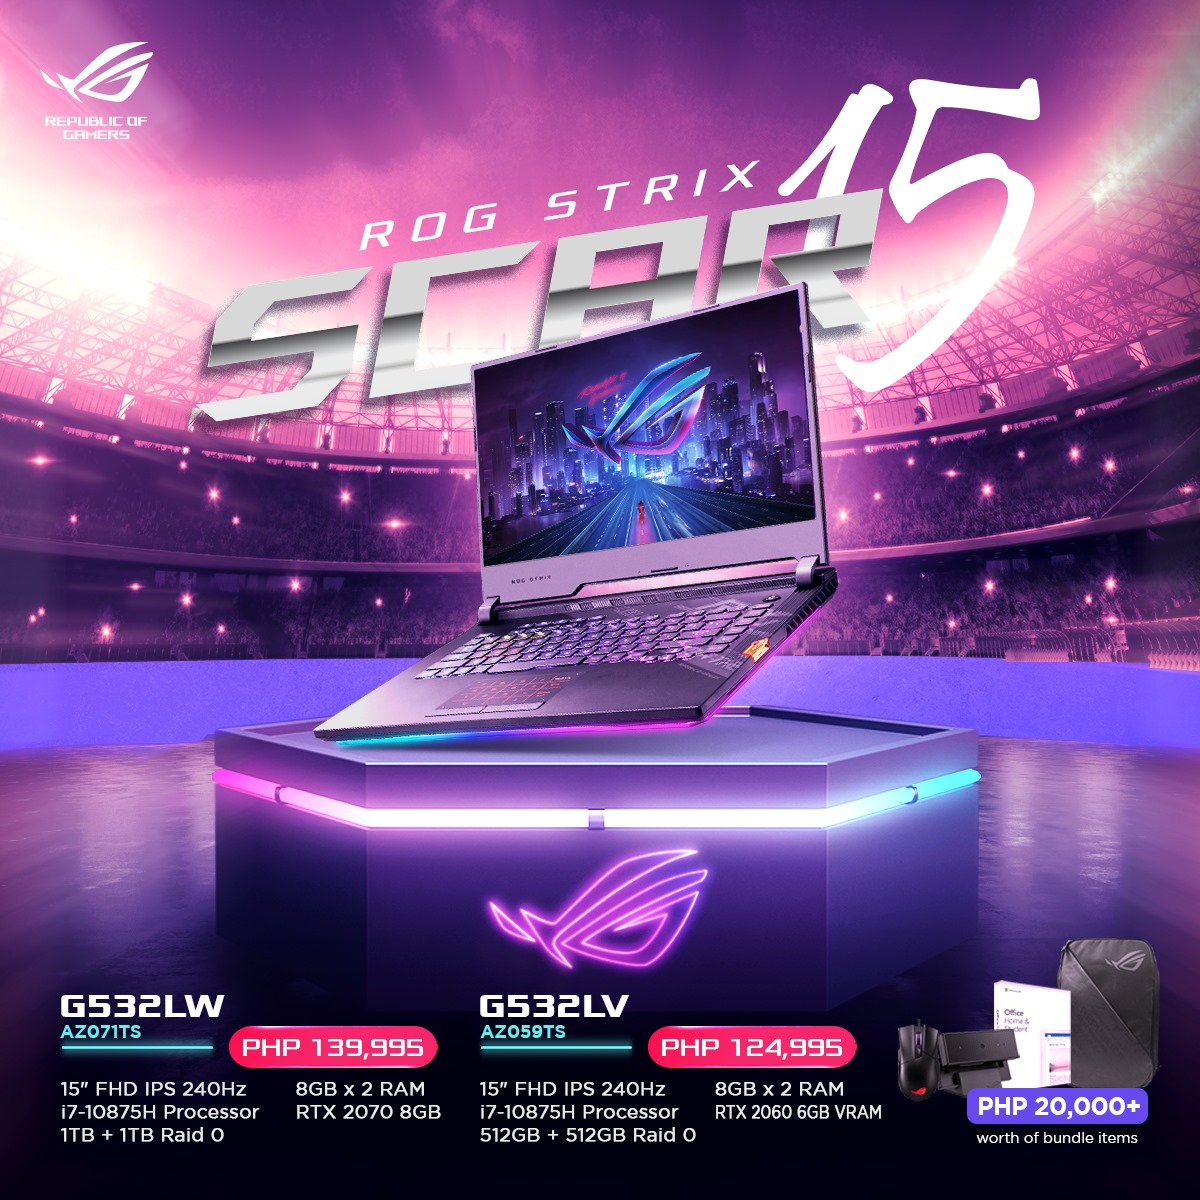 REPUBLIC OF
GAMERS
ROG STRIX
SCAR 15
ROG STRIX
G532LW
AZ071TS
PHP 139,995
15" FHD IPS 240Hz
i7-10875H Processor
1TB + 1TB Raid 0
8GB x 2 RAM
RTX 2070 8GB
G532LV
AZ059TS
PHP 124,995
15" FHD IPS 240Hz
i7-10875H Processor
512GB + 512GB Raid 0
8GB x 2 RAM
RTX 2060 6GB VRAM
Microsoft
Office
Home &
Student
PHP 20,000+
worth of bundle items